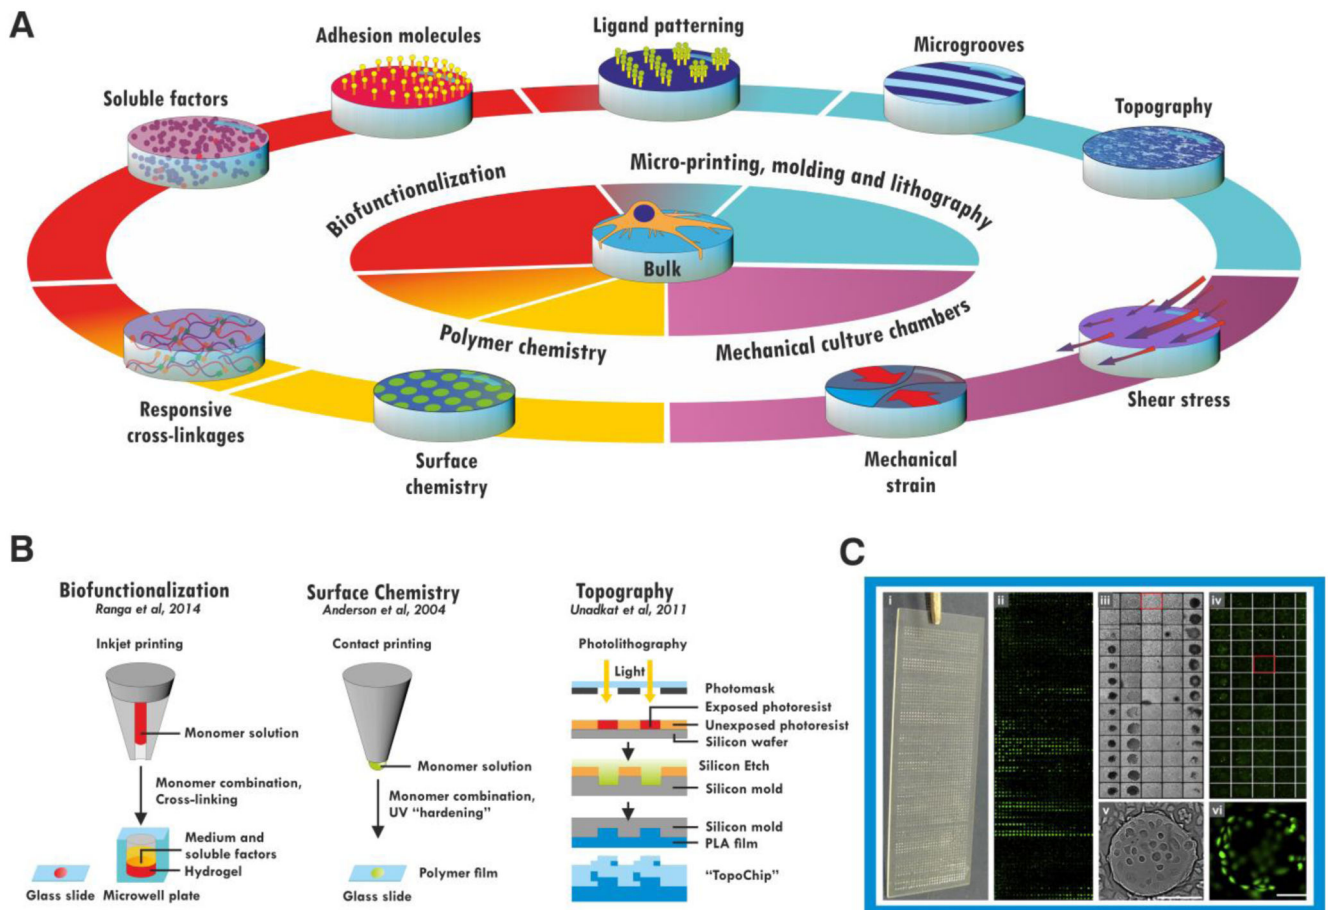 A
Soluble factors
Adhesion molecules
Ligand patterning
Microgrooves
Topography
Biofunctionalization
Micro-printing, molding and lithography
Bulk
Polymer chemistry
Mechanical culture chambers
Responsive
cross-linkages
Surface
chemistry
Mechanical
strain
Shear stress
B
Biofunctionalization
Ranga et al, 2014
Inkjet printing
Monomer solution
Monomer combination,
Cross-linking
Medium and
soluble factors
Hydrogel
Glass slide
Microwell plate
Surface Chemistry
Anderson et al, 2004
Contact printing
Monomer solution
Monomer combination,
UV “hardening”
Polymer film
Glass slide
Topography
Unadkat et al, 2011
Photolithography
Light
Photomask
Exposed photoresist
Unexposed photoresist
Silicon wafer
Silicon Etch
Silicon mold
Silicon mold
PLA film
“TopoChip”
C
i
ii
iii
iv
v
vi